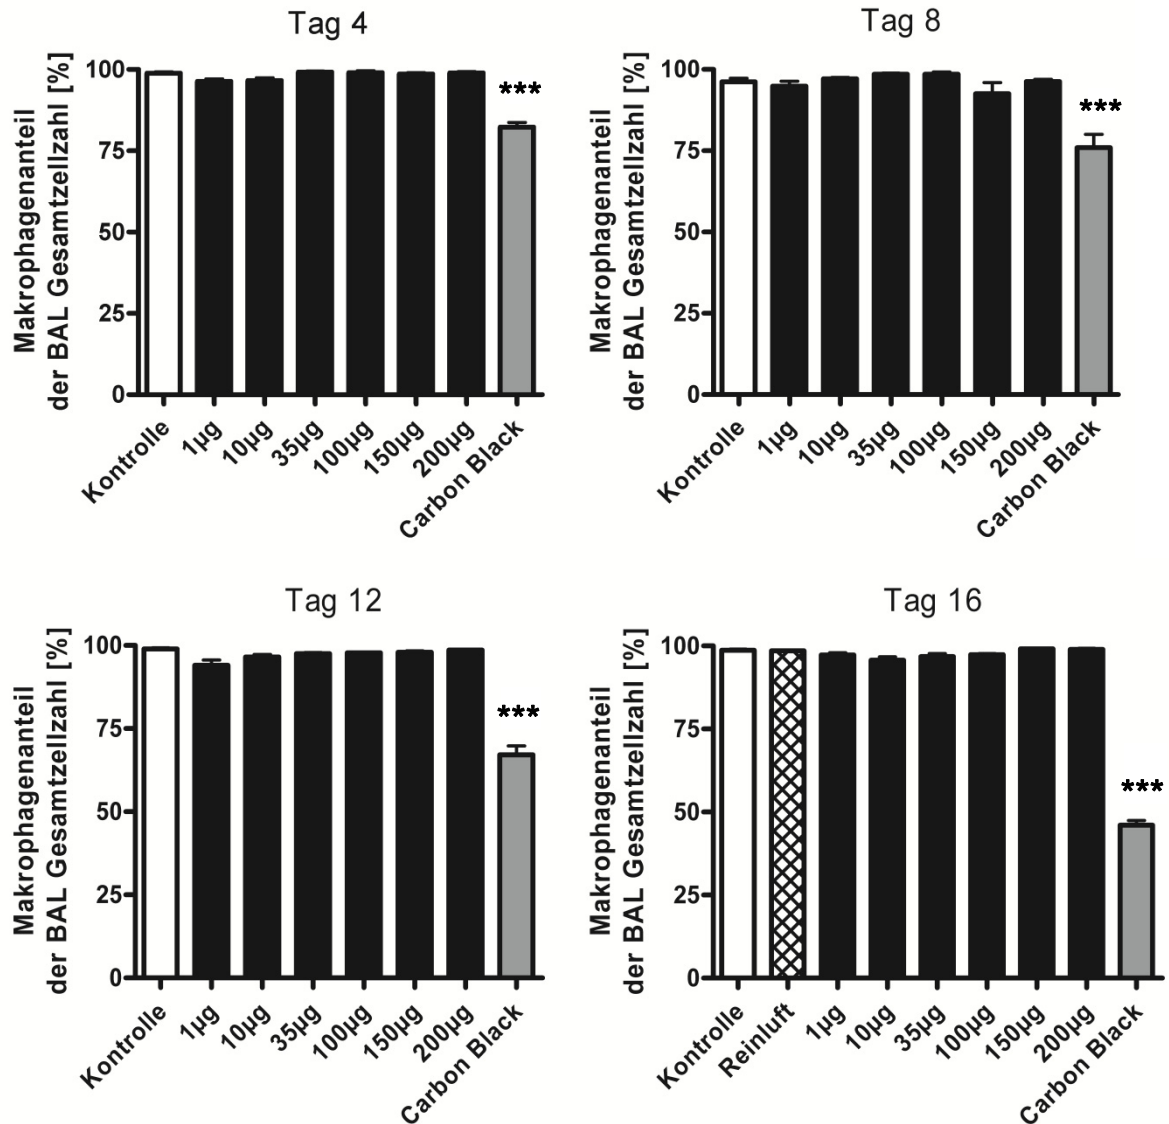 Tag 4
Makrophagenanteil
der BAL Gesamtzellzahl [%]
100
75
50
25
0
***
Kontrolle
1µg
10µg
35µg
100µg
150µg
200µg
Carbon Black
Tag 8
Makrophagenanteil
der BAL Gesamtzellzahl [%]
100
75
50
25
0
***
Kontrolle
1µg
10µg
35µg
100µg
150µg
200µg
Carbon Black
Tag 12
Makrophagenanteil
der BAL Gesamtzellzahl [%]
100
75
50
25
0
***
Kontrolle
1µg
10µg
35µg
100µg
150µg
200µg
Carbon Black
Tag 16
Makrophagenanteil
der BAL Gesamtzellzahl [%]
100
75
50
25
0
***
Kontrolle
Reinluft
1µg
10µg
35µg
100µg
150µg
200µg
Carbon Black